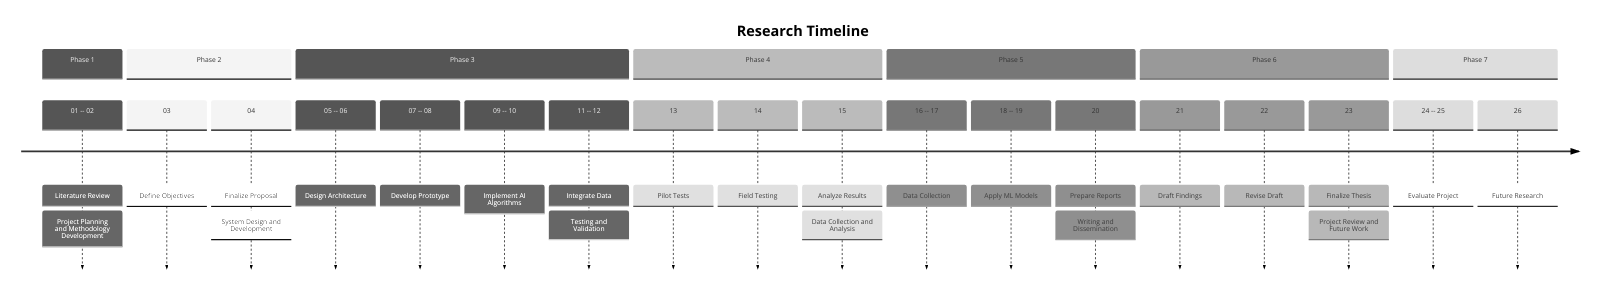 Research Timeline
Phase 1
Phase 2
Phase 3
Phase 4
Phase 5
Phase 6
Phase 7
01 – 02
03
04
05 – 06
07 – 08
09 – 10
11 – 12
13
14
15
16 – 17
18 – 19
20
21
22
23
24 – 25
26
Literature Review
Project Planning
and Methodology
Development
Define Objectives
Finalize Proposal
System Design and
Development
Design Architecture
Develop Prototype
Implement AI
Algorithms
Integrate Data
Testing and
Validation
Pilot Tests
Field Testing
Analyze Results
Data Collection and
Analysis
Data Collection
Apply ML Models
Prepare Reports
Writing and
Dissemination
Draft Findings
Revise Draft
Finalize Thesis
Project Review and
Future Work
Evaluate Project
Future Research